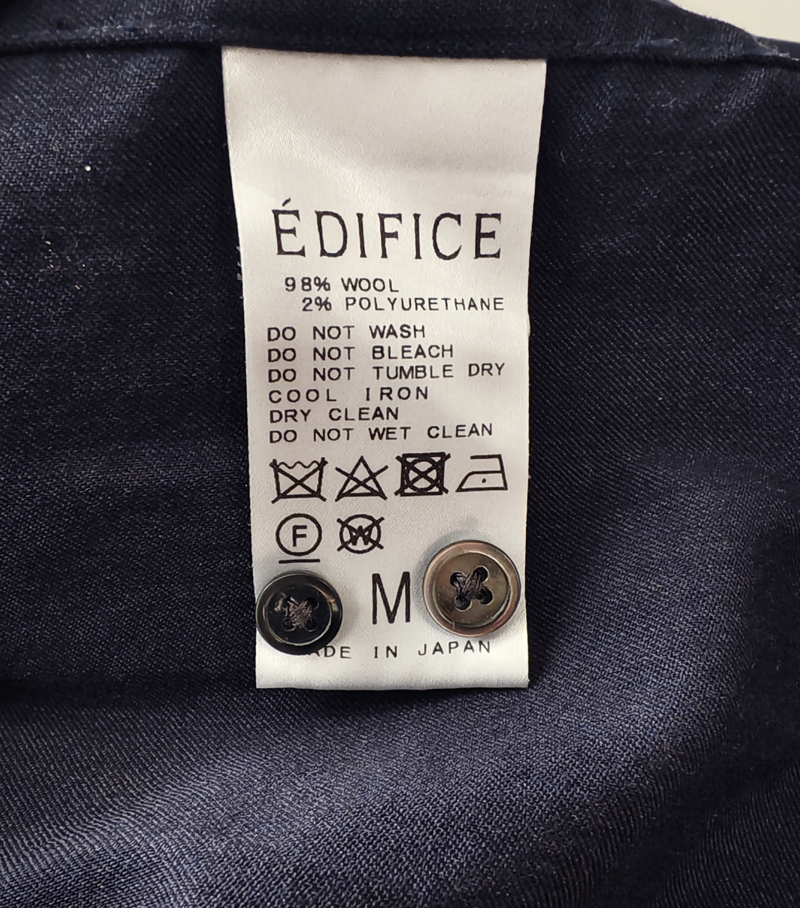 ÉDIFICE
98% WOOL
2% POLYURETHANE
DO NOT WASH
DO NOT BLEACH
DO NOT TUMBLE DRY
COOL IRON
DRY CLEAN
DO NOT WET CLEAN
F W
M
ADE IN JAPAN